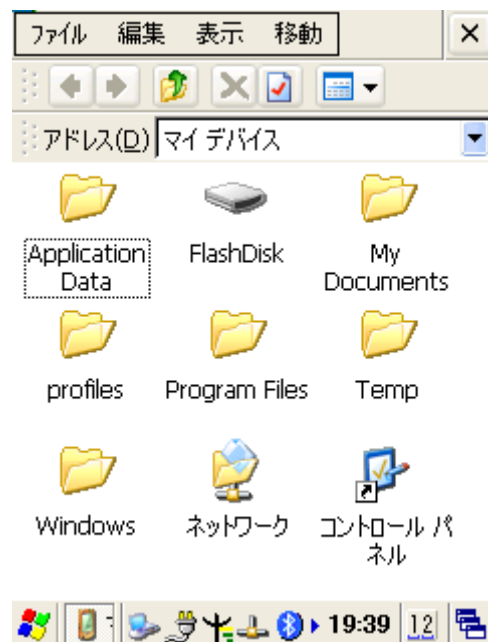 ファイル 編集 表示 移動
アドレス(D) マイ デバイス
Application Data
FlashDisk
My Documents
profiles
Program Files
Temp
Windows
ネットワーク
コントロール パネル
19:39 12